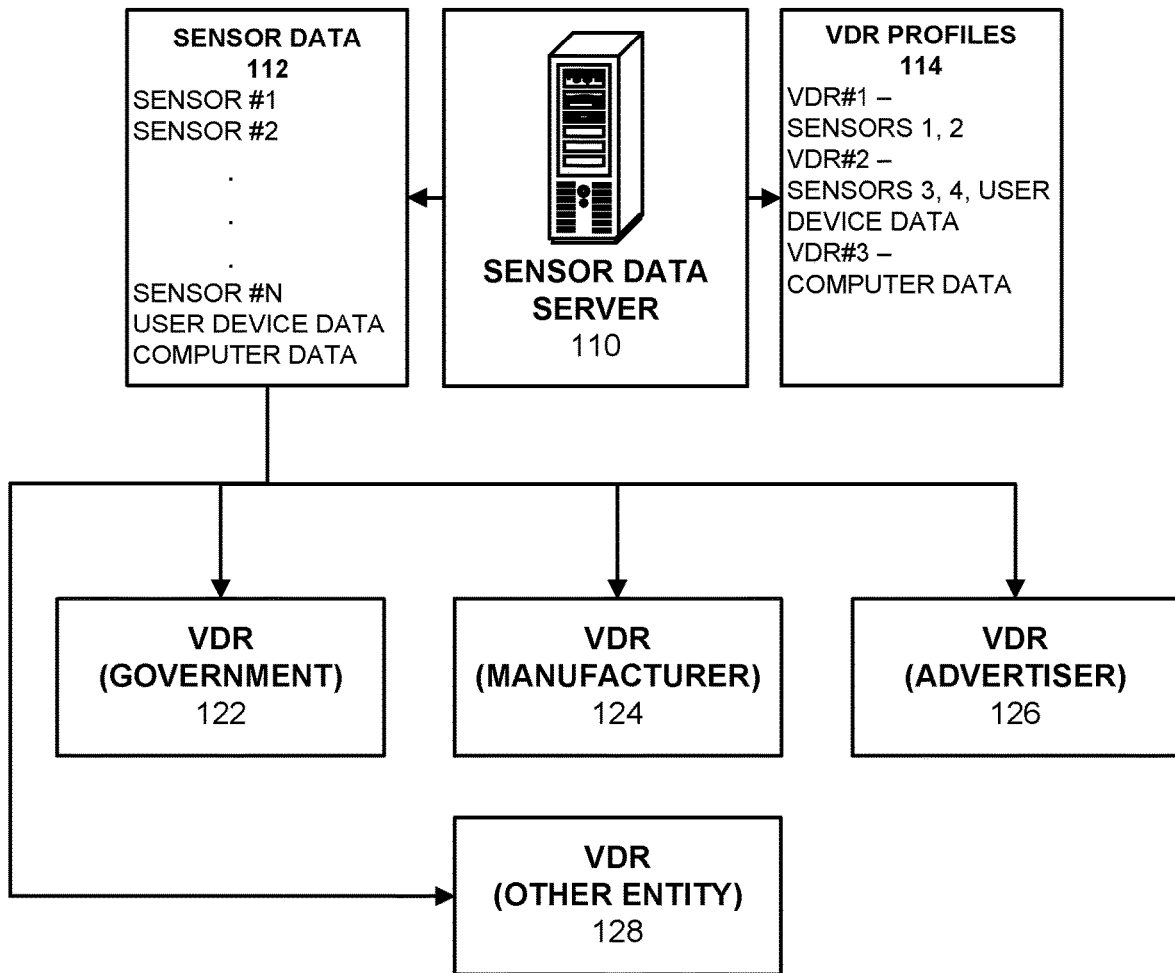 SENSOR DATA
112
SENSOR #1
SENSOR #2
.
.
.
SENSOR #N
USER DEVICE DATA
COMPUTER DATA
SENSOR DATA
SERVER
110
VDR PROFILES
114
VDR#1 –
SENSORS 1, 2
VDR#2 –
SENSORS 3, 4, USER
DEVICE DATA
VDR#3 –
COMPUTER DATA
VDR
(GOVERNMENT)
122
VDR
(MANUFACTURER)
124
VDR
(ADVERTISER)
126
VDR
(OTHER ENTITY)
128